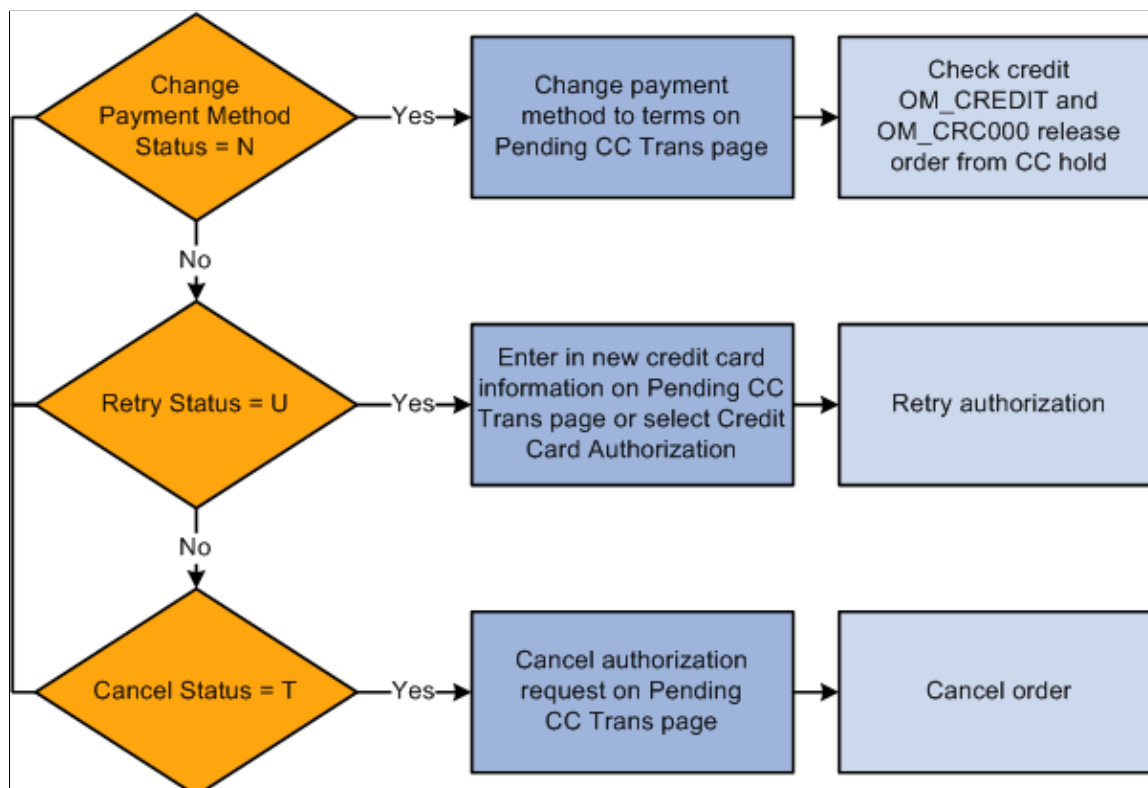 Change
Payment Method
Status = N
Yes
Change payment
method to terms on
Pending CC Trans page
Check credit
OM_CREDIT and
OM_CRC000 release
order from CC hold
No
Retry Status = U
Yes
Enter in new credit card
information on Pending CC
Trans page or select Credit
Card Authorization
Retry authorization
No
Cancel Status = T
Yes
Cancel authorization
request on Pending
CC Trans page
Cancel order